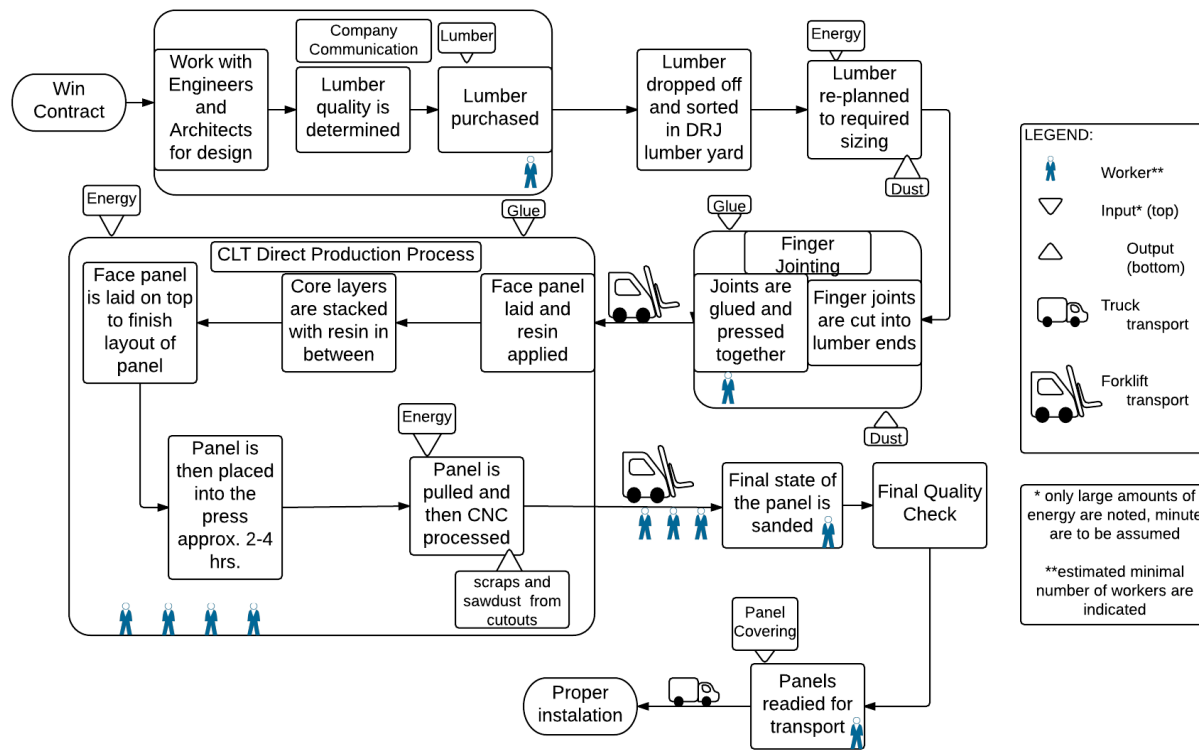 Win
Contract
Company
Communication
Work with
Engineers
and
Architects
for design
Lumber
quality is
determined
Lumber
Lumber
purchased
Lumber
dropped off
and sorted
in DRJ
lumber yard
Energy
Lumber
re-planned
to required
sizing
Dust
Glue
Finger
Jointing
Finger joints
are cut into
lumber ends
Joints are
glued and
pressed
together
Dust
Energy
Glue
CLT Direct Production Process
Face panel
laid and
resin
applied
Core layers
are stacked
with resin in
between
Face panel
is laid on top
to finish
layout of
panel
Panel is
then placed
into the
press
approx. 2-4
hrs.
Energy
Panel is
pulled and
then CNC
processed
scraps and
sawdust from
cutouts
Final state of
the panel is
sanded
Final Quality
Check
Panel
Covering
Panels
readied for
transport
Proper
instalation
LEGEND:
Worker**
Input* (top)
Output
(bottom)
Truck
transport
Forklift
transport
* only large amounts of
energy are noted, minute
are to be assumed
**estimated minimal
number of workers are
indicated